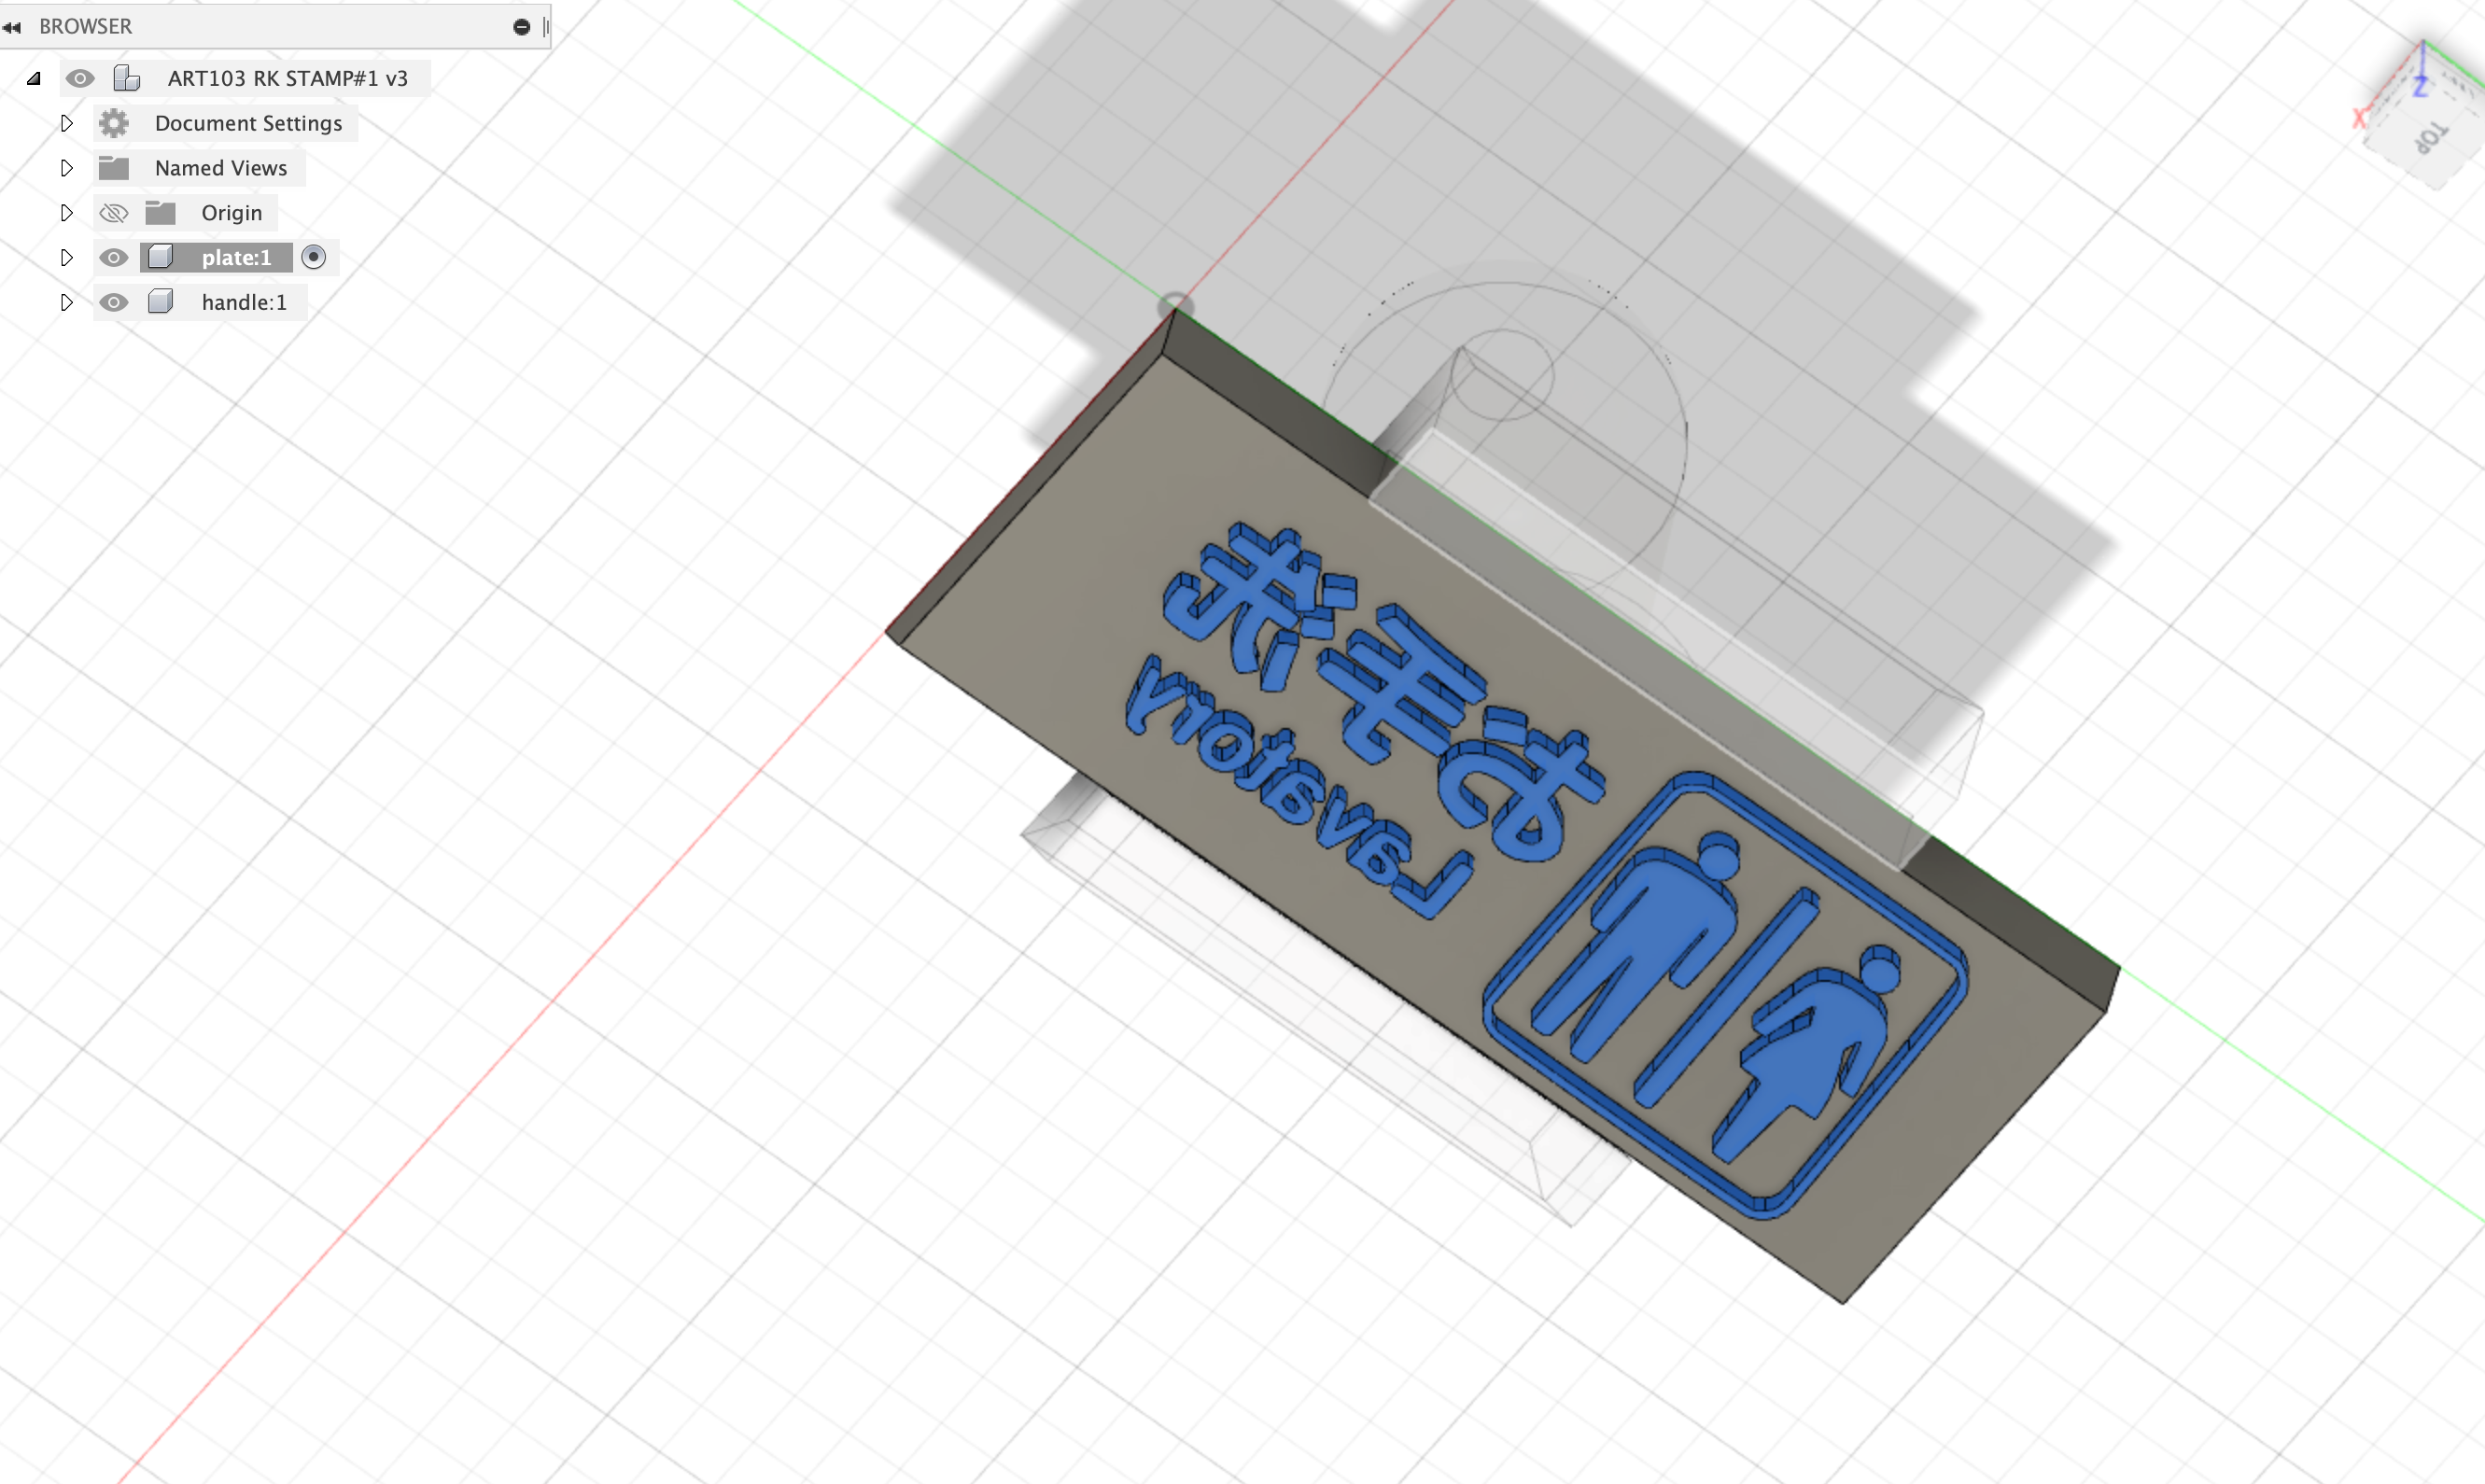 BROWSER
ART103 RK STAMP#1 v3
Document Settings
Named Views
Origin
plate:1
handle:1
X
Z
TOP
お手洗
Lavatory